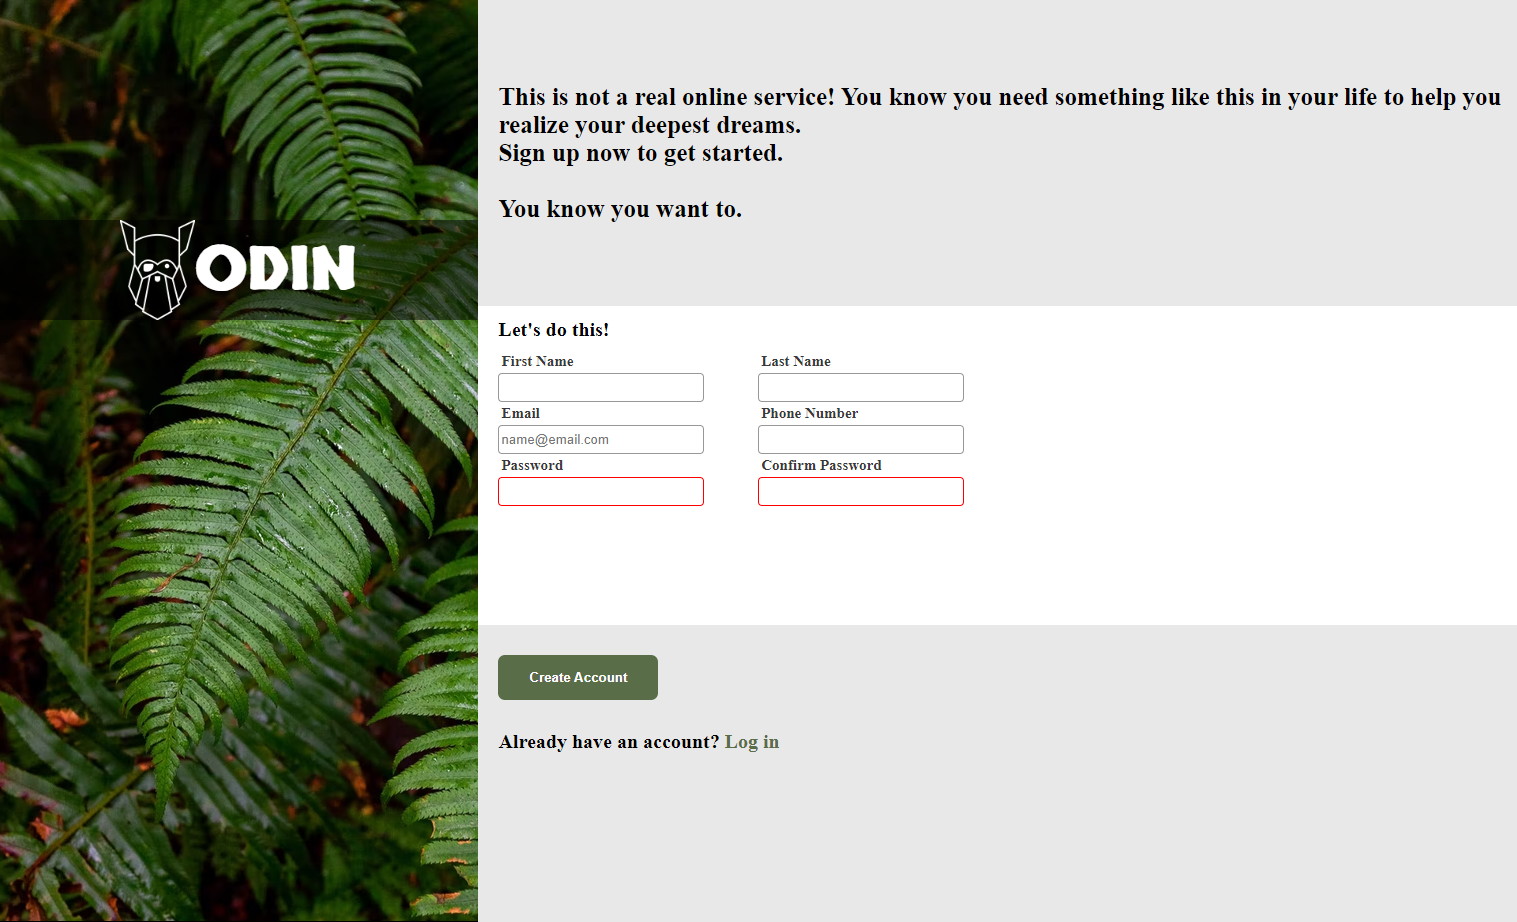 ODIN
This is not a real online service! You know you need something like this in your life to help you
realize your deepest dreams.
Sign up now to get started.
You know you want to.
Let's do this!
First Name
Last Name
Email
Phone Number
name@email.com
Password
Confirm Password
Create Account
Already have an account? Log in